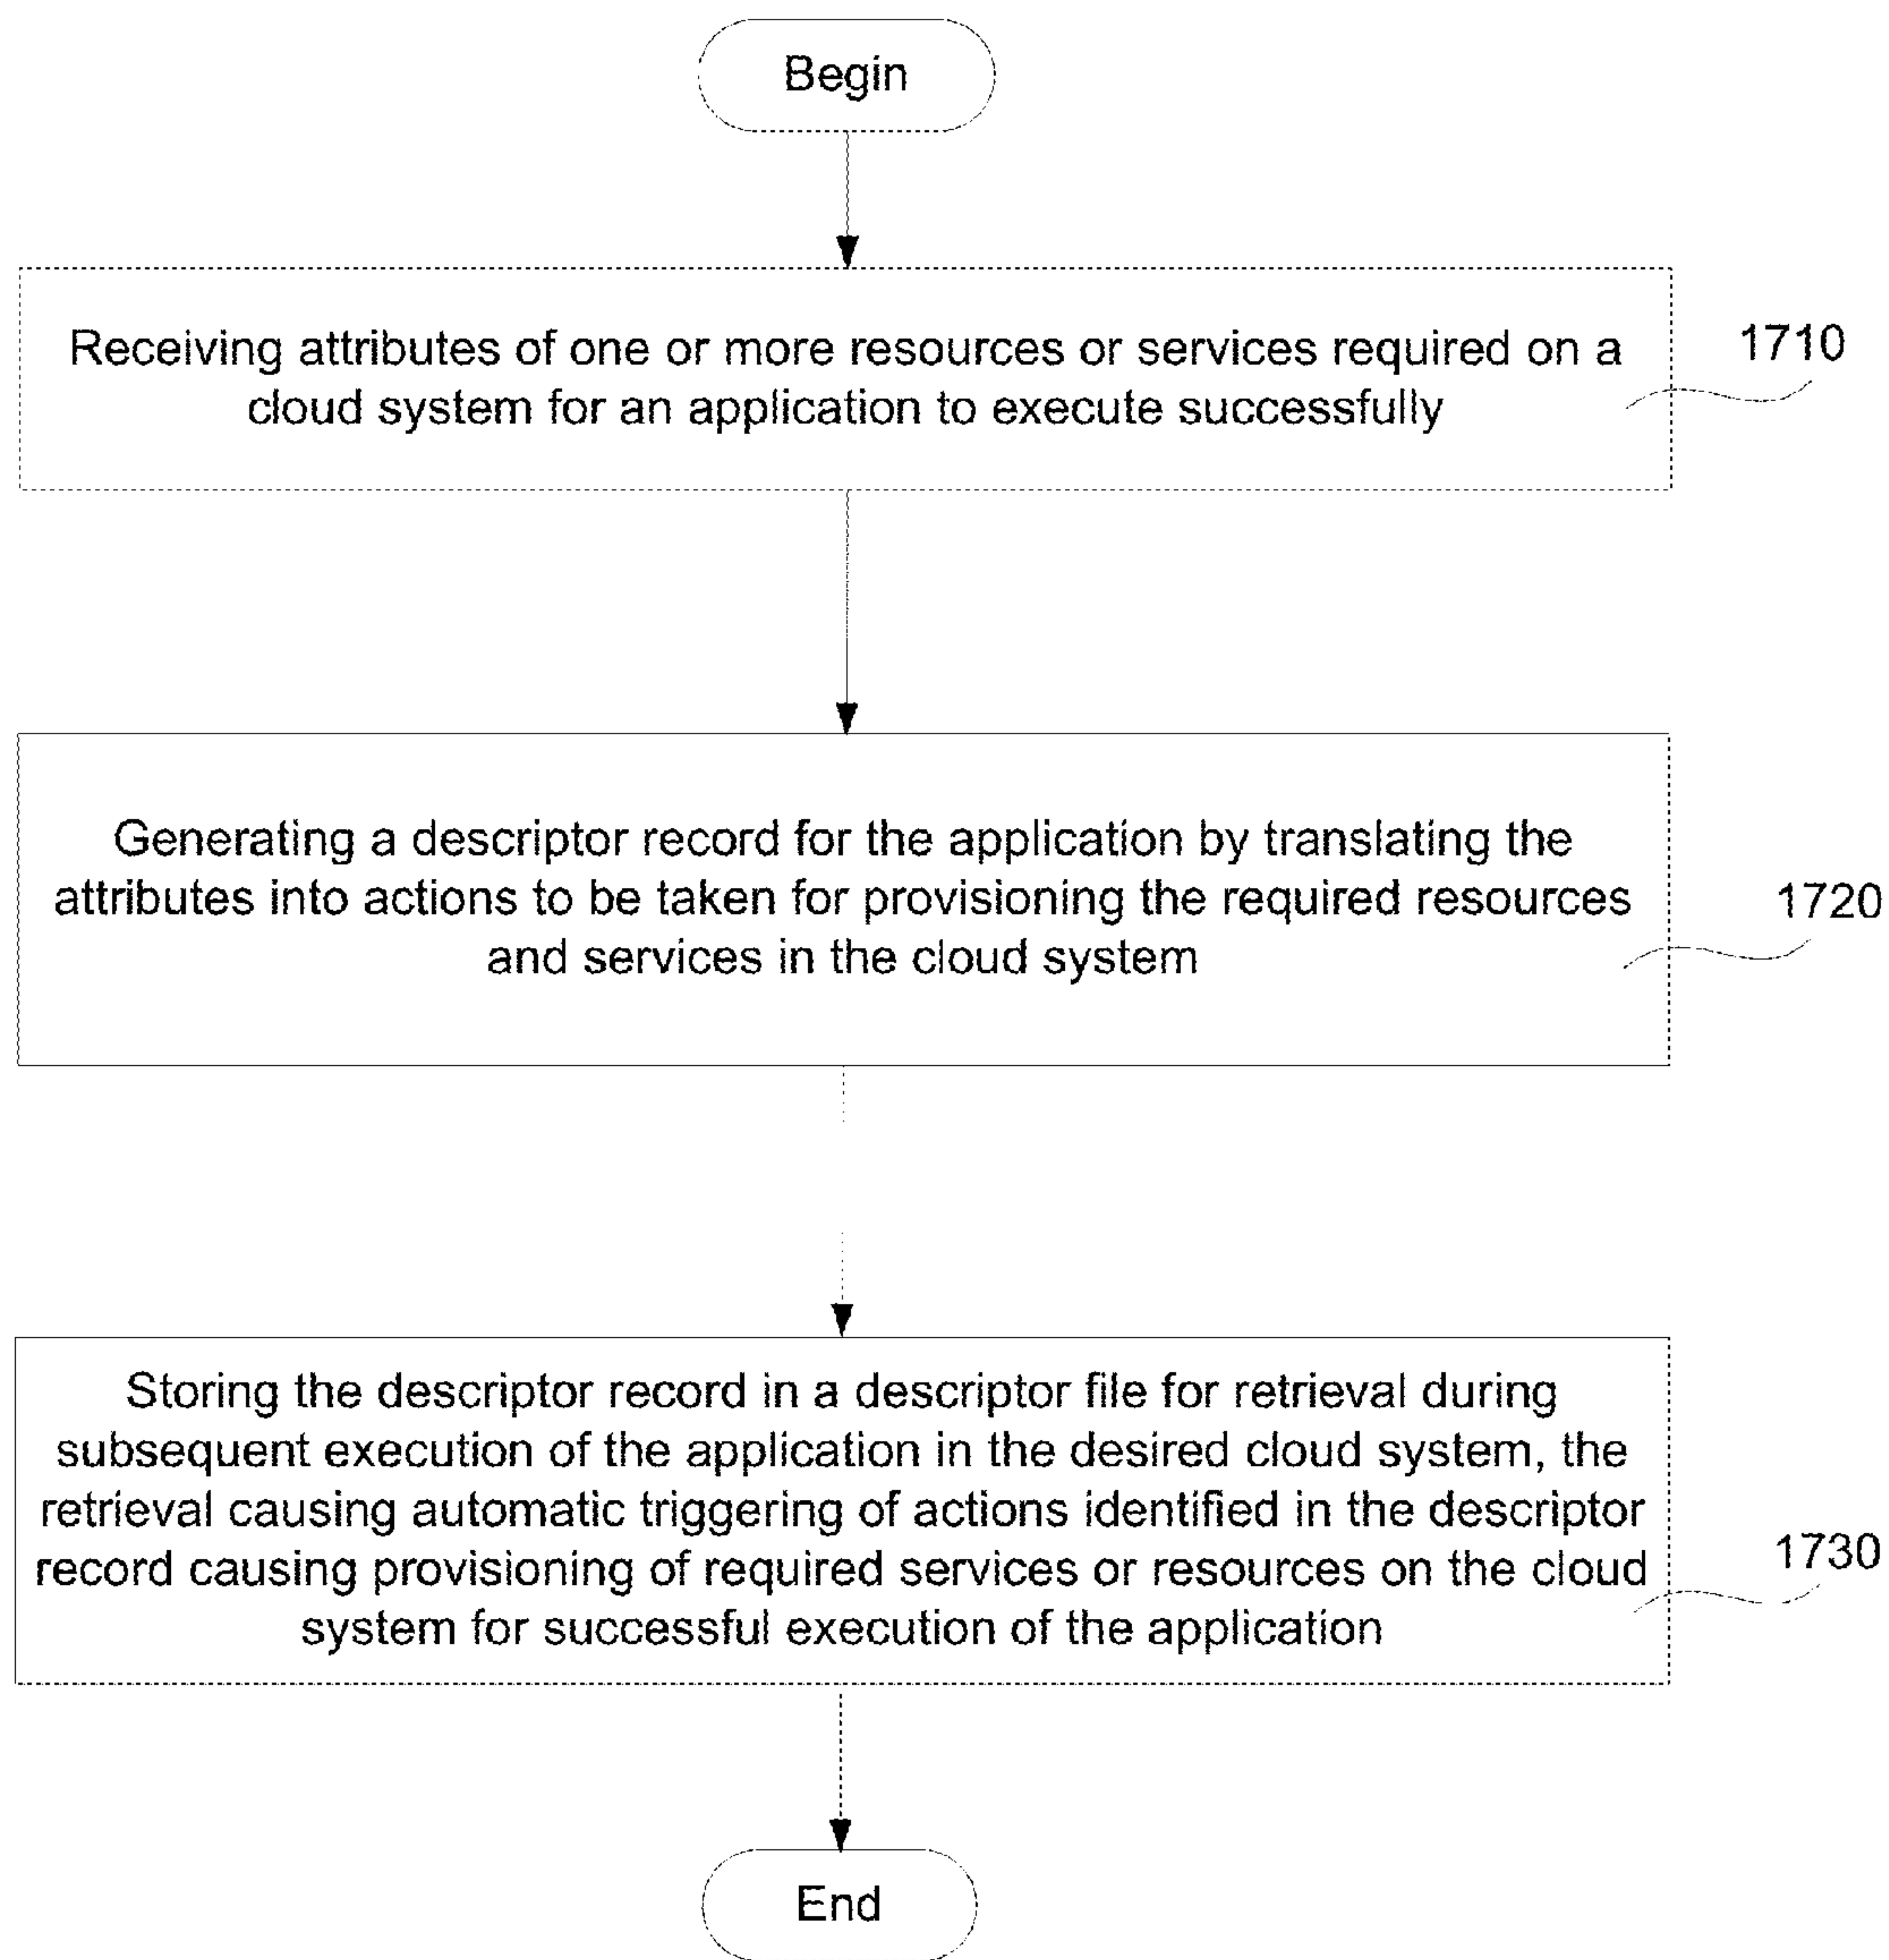 Begin
Receiving attributes of one or more resources or services required on a
cloud system for an application to execute successfully
1710
Generating a descriptor record for the application by translating the
attributes into actions to be taken for provisioning the required resources
and services in the cloud system
1720
Storing the descriptor record in a descriptor file for retrieval during
subsequent execution of the application in the desired cloud system, the
retrieval causing automatic triggering of actions identified in the descriptor
record causing provisioning of required services or resources on the cloud
system for successful execution of the application
1730
End